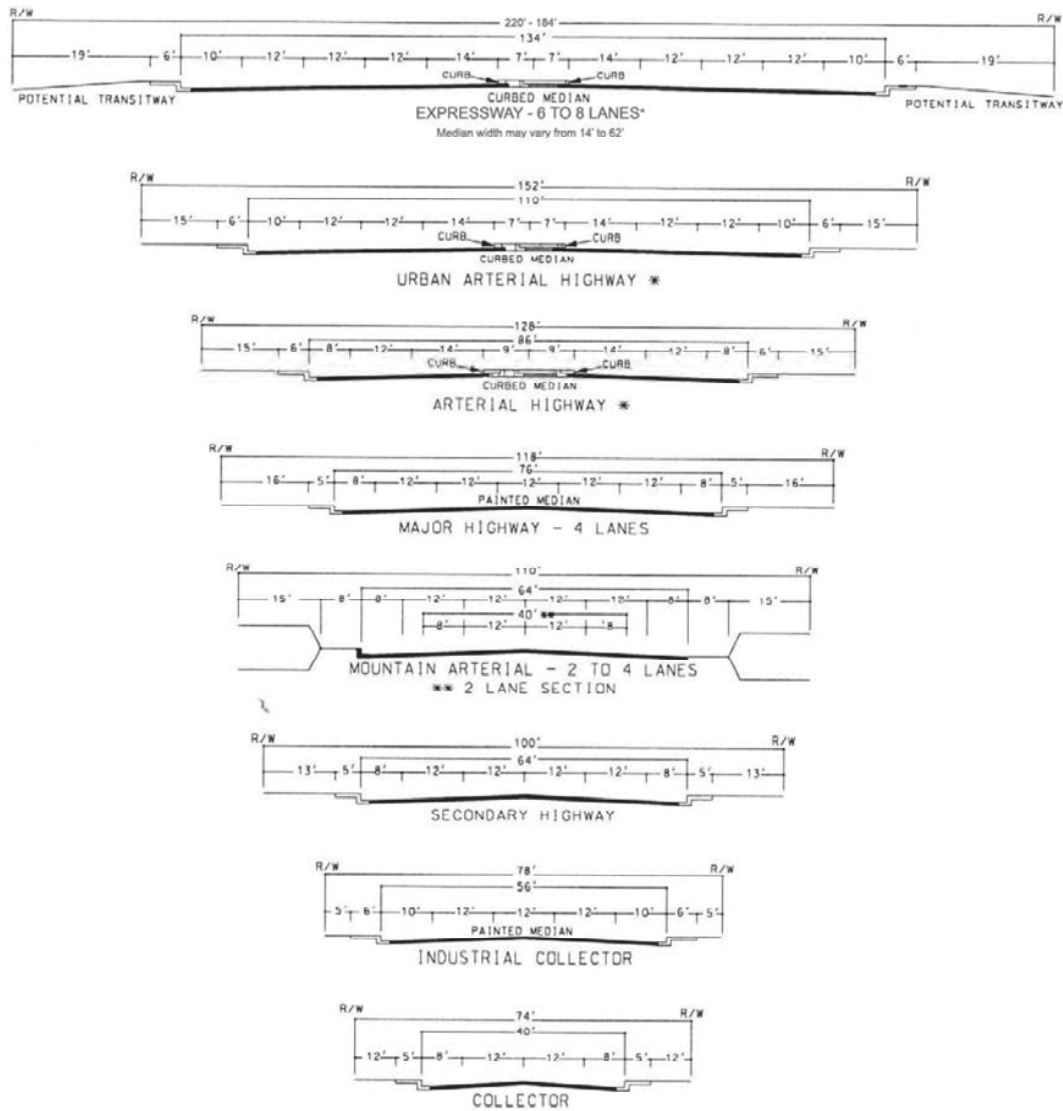 R/W R/W
220' - 184'
134'
19' 6' 10' 12' 12' 12' 14' 7' 7' 14' 12' 12' 12' 10' 6' 19'
CURB CURB
POTENTIAL TRANSITWAY CURBED MEDIAN POTENTIAL TRANSITWAY
EXPRESSWAY - 6 TO 8 LANES*
Median width may vary from 14' to 62'
R/W R/W
152'
110'
15' 6' 10' 12' 12' 14' 7' 7' 14' 12' 12' 10' 6' 15'
CURB CURB
CURBED MEDIAN
URBAN ARTERIAL HIGHWAY *
R/W R/W
128'
86'
15' 6' 8' 12' 14' 9' 9' 14' 12' 8' 6' 15'
CURB CURB
CURBED MEDIAN
ARTERIAL HIGHWAY *
R/W R/W
118'
76'
16' 5' 8' 12' 12' 12' 12' 12' 8' 5' 16'
PAINTED MEDIAN
MAJOR HIGHWAY - 4 LANES
R/W R/W
110'
64'
15' 8' 8' 12' 12' 12' 12' 8' 8' 15'
40' **
8' 12' 12' '8
MOUNTAIN ARTERIAL - 2 TO 4 LANES
** 2 LANE SECTION
R/W R/W
100'
64'
13' 5' 8' 12' 12' 12' 12' 8' 5' 13'
SECONDARY HIGHWAY
R/W R/W
78'
56'
5' 6' 10' 12' 12' 12' 10' 6' 5'
PAINTED MEDIAN
INDUSTRIAL COLLECTOR
R/W R/W
74'
40'
12' 5' 8' 12' 12' 8' 5' 12'
COLLECTOR